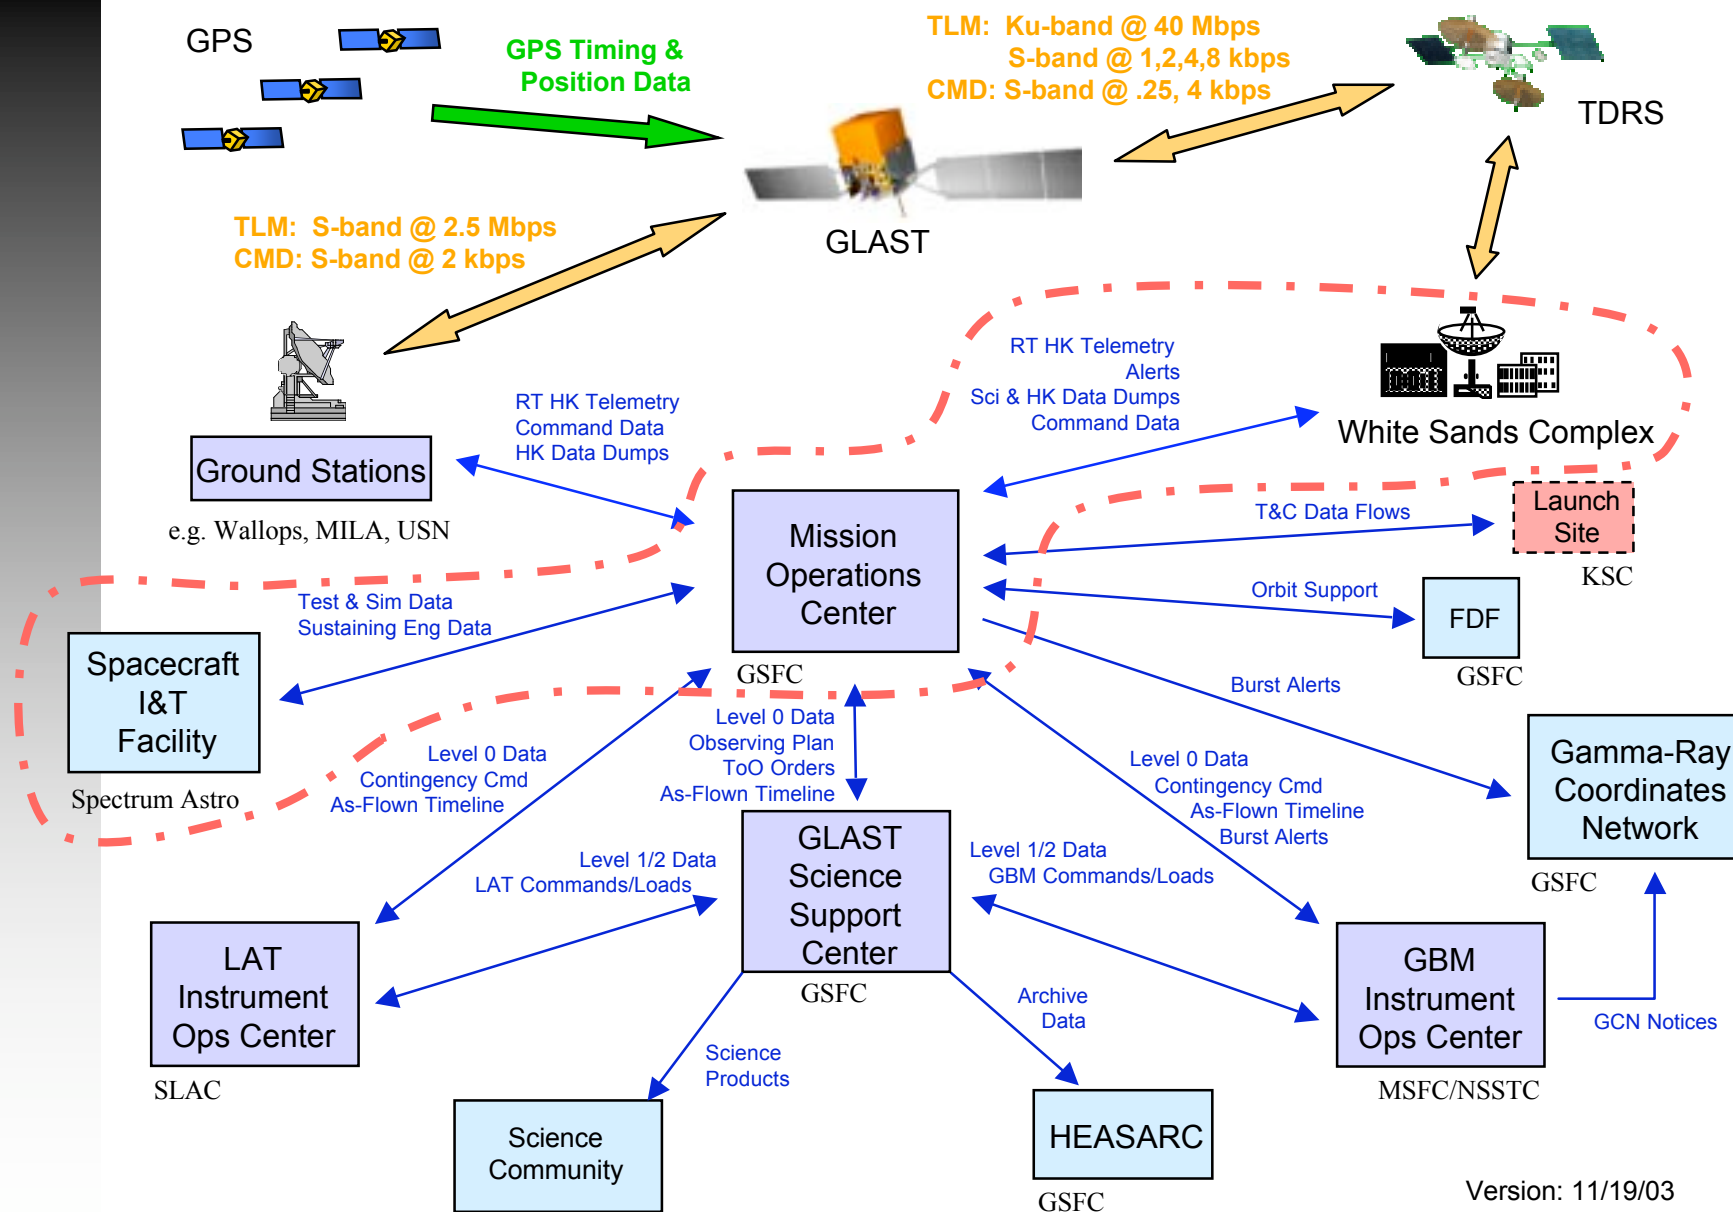 GPS
GPS Timing &
Position Data
TLM: Ku-band @ 40 Mbps
S-band @ 1,2,4,8 kbps
CMD: S-band @ .25, 4 kbps
TDRS
TLM: S-band @ 2.5 Mbps
CMD: S-band @ 2 kbps
GLAST
RT HK Telemetry
Alerts
Sci & HK Data Dumps
Command Data
White Sands Complex
RT HK Telemetry
Command Data
HK Data Dumps
Ground Stations
e.g. Wallops, MILA, USN
Mission
Operations
Center
GSFC
T&C Data Flows
Launch
Site
KSC
Orbit Support
FDF
GSFC
Test & Sim Data
Sustaining Eng Data
Spacecraft
I&T
Facility
Spectrum Astro
Burst Alerts
Gamma-Ray
Coordinates
Network
GSFC
Level 0 Data
Contingency Cmd
As-Flown Timeline
Level 0 Data
Observing Plan
ToO Orders
As-Flown Timeline
Level 0 Data
Contingency Cmd
As-Flown Timeline
Burst Alerts
Level 1/2 Data
LAT Commands/Loads
GLAST
Science
Support
Center
GSFC
Level 1/2 Data
GBM Commands/Loads
LAT
Instrument
Ops Center
SLAC
GBM
Instrument
Ops Center
MSFC/NSSTC
GCN Notices
Science
Products
Archive
Data
Science
Community
HEASARC
GSFC
Version: 11/19/03